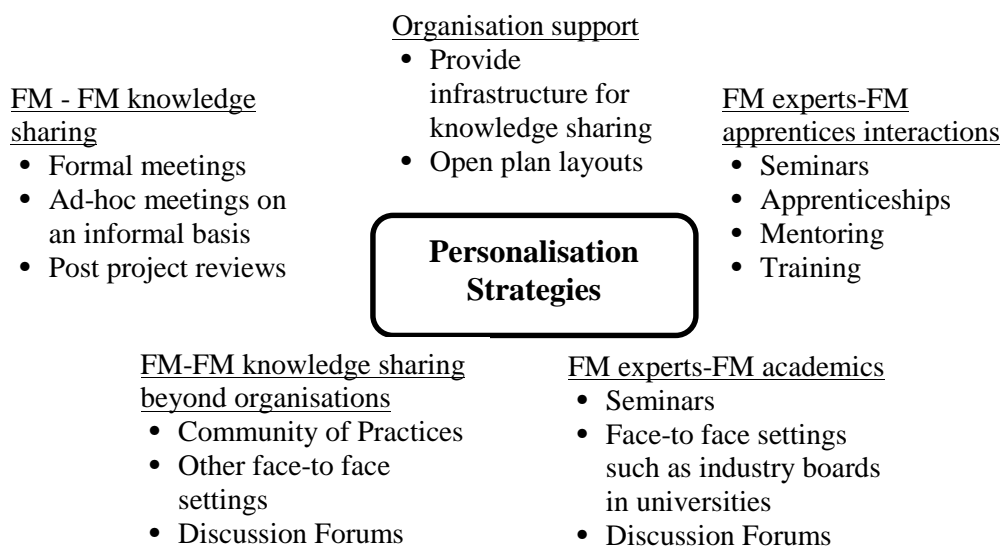 Organisation support
• Provide
infrastructure for
knowledge sharing
• Open plan layouts
FM - FM knowledge
sharing
• Formal meetings
• Ad-hoc meetings on
an informal basis
• Post project reviews
FM experts-FM
apprentices interactions
• Seminars
• Apprenticeships
• Mentoring
• Training
Personalisation
Strategies
FM-FM knowledge sharing
beyond organisations
• Community of Practices
• Other face-to face
settings
• Discussion Forums
FM experts-FM academics
• Seminars
• Face-to face settings
such as industry boards
in universities
• Discussion Forums